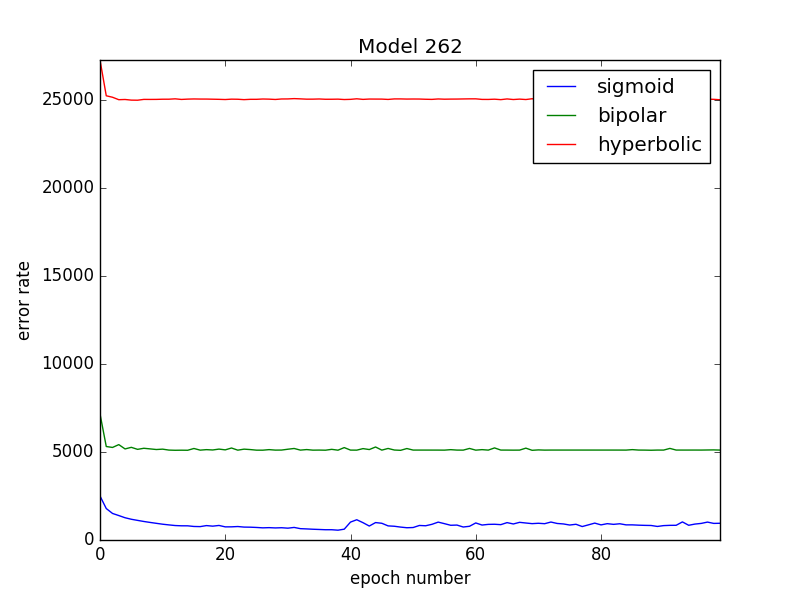 Model 262
sigmoid
bipolar
hyperbolic
25000
20000
15000
10000
5000
0
error rate
0 20 40 60 80
epoch number